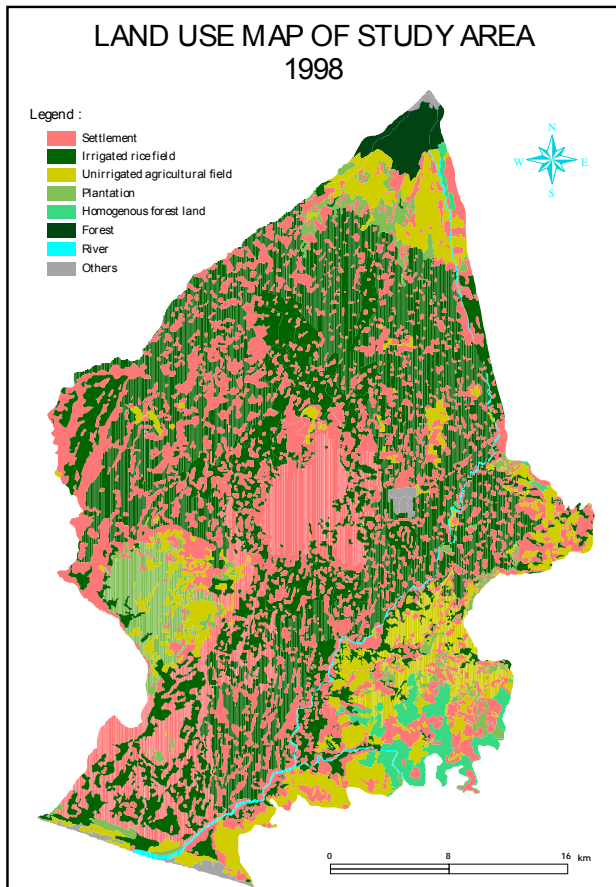 LAND USE MAP OF STUDY AREA
1998
Legend :
Settlement
Irrigated rice field
Unirrigated agricultural field
Plantation
Homogenous forest land
Forest
River
Others
N
W E
S
0 8 16 km